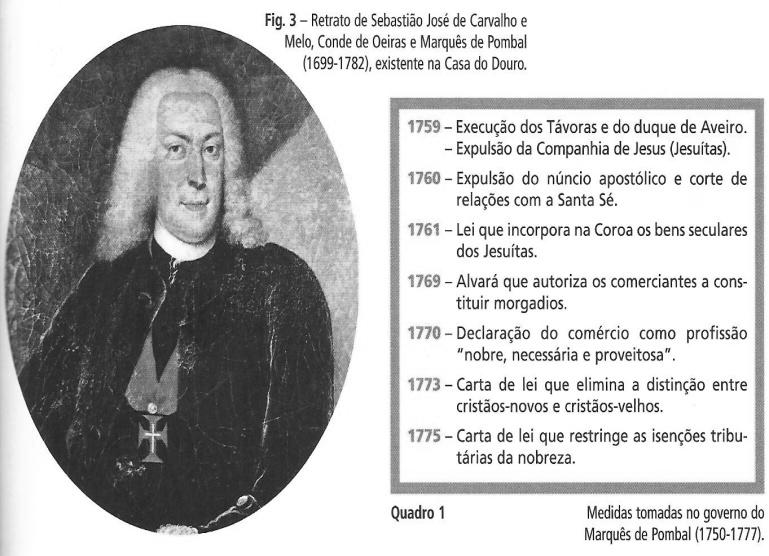 Fig. 3 – Retrato de Sebastião José de Carvalho e
Melo, Conde de Oeiras e Marquês de Pombal
(1699-1782), existente na Casa do Douro.
1759 – Execução dos Távoras e do duque de Aveiro.
– Expulsão da Companhia de Jesus (Jesuítas).
1760 – Expulsão do núncio apostólico e corte de
relações com a Santa Sé.
1761 – Lei que incorpora na Coroa os bens seculares
dos Jesuítas.
1769 – Alvará que autoriza os comerciantes a cons-
tituir morgadios.
1770 – Declaração do comércio como profissão
“nobre, necessária e proveitosa”.
1773 – Carta de lei que elimina a distinção entre
cristãos-novos e cristãos-velhos.
1775 – Carta de lei que restringe as isenções tribu-
tárias da nobreza.
Quadro 1 Medidas tomadas no governo do
Marquês de Pombal (1750-1777).